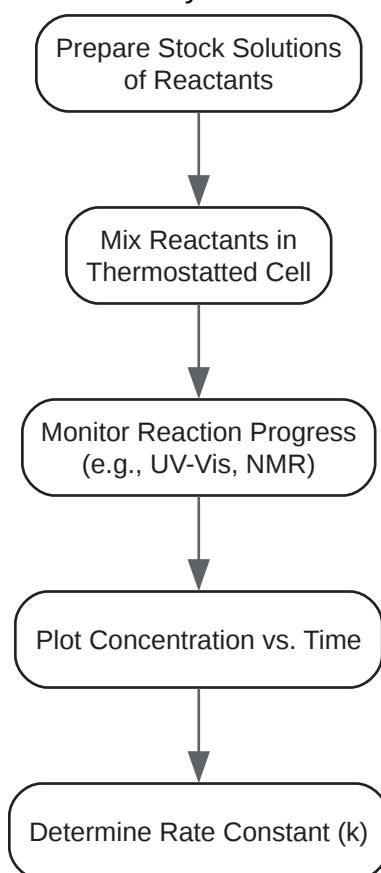 Prepare Stock Solutions
of Reactants
Mix Reactants in
Thermostatted Cell
Monitor Reaction Progress
(e.g., UV-Vis, NMR)
Plot Concentration vs. Time
Determine Rate Constant (k)